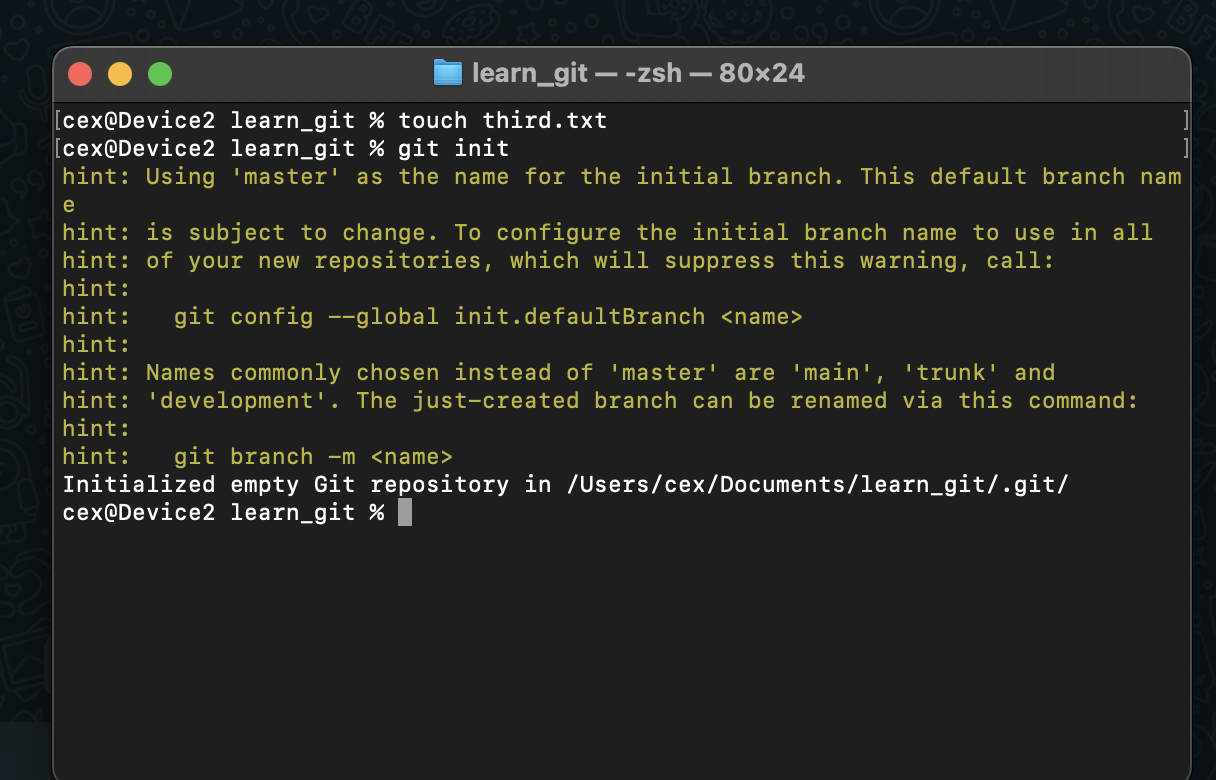 learn_git — -zsh — 80×24
[cex@Device2 learn_git % touch third.txt ]
[cex@Device2 learn_git % git init ]
hint: Using 'master' as the name for the initial branch. This default branch nam
e
hint: is subject to change. To configure the initial branch name to use in all
hint: of your new repositories, which will suppress this warning, call:
hint:
hint:   git config --global init.defaultBranch <name>
hint:
hint: Names commonly chosen instead of 'master' are 'main', 'trunk' and
hint: 'development'. The just-created branch can be renamed via this command:
hint:
hint:   git branch -m <name>
Initialized empty Git repository in /Users/cex/Documents/learn_git/.git/
cex@Device2 learn_git %